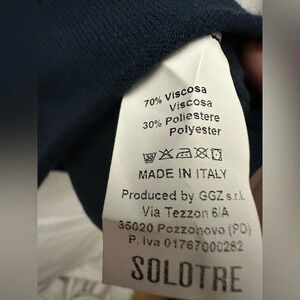 70% Viscosa
Viscosa
30% Poliestere
Polyester
MADE IN ITALY
Produced by GGZ s.r.l.
Via Tezzon 6/A
35020 Pozzonovo (PD)
P. Iva 01767000282
SOLOTRE